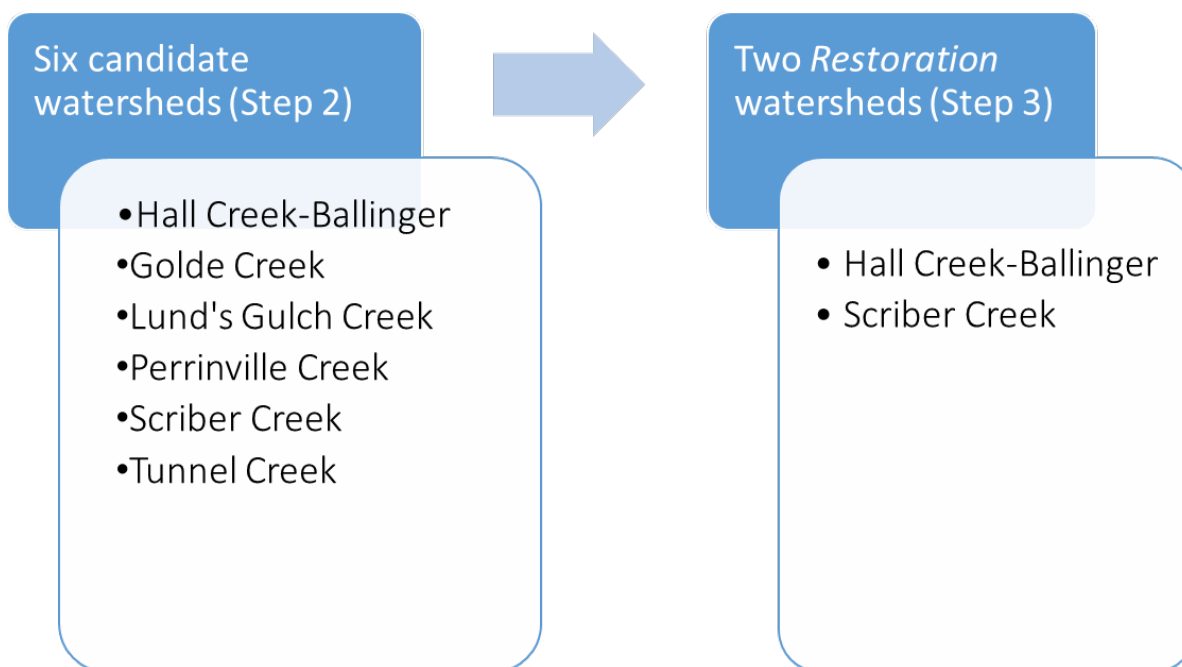 Six candidate
watersheds (Step 2)
•Hall Creek-Ballinger
•Golde Creek
•Lund's Gulch Creek
•Perrinville Creek
•Scriber Creek
•Tunnel Creek
Two Restoration
watersheds (Step 3)
• Hall Creek-Ballinger
• Scriber Creek